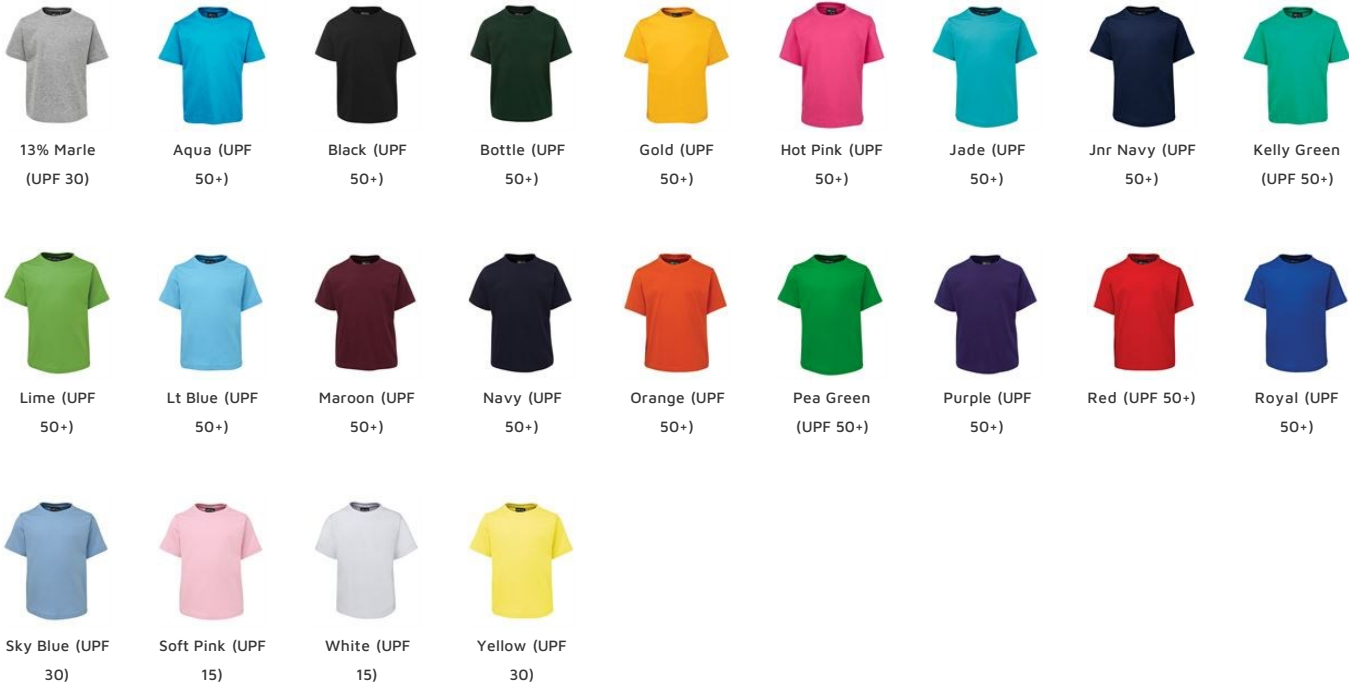 13% Marle
(UPF 30)
Aqua (UPF
50+)
Black (UPF
50+)
Bottle (UPF
50+)
Gold (UPF
50+)
Hot Pink (UPF
50+)
Jade (UPF
50+)
Jnr Navy (UPF
50+)
Kelly Green
(UPF 50+)
Lime (UPF
50+)
Lt Blue (UPF
50+)
Maroon (UPF
50+)
Navy (UPF
50+)
Orange (UPF
50+)
Pea Green
(UPF 50+)
Purple (UPF
50+)
Red (UPF 50+)
Royal (UPF
50+)
Sky Blue (UPF
30)
Soft Pink (UPF
15)
White (UPF
15)
Yellow (UPF
30)